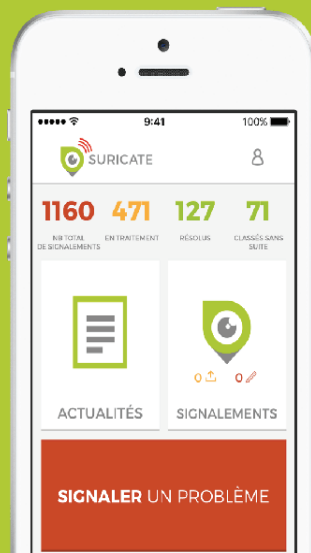 9:41
100%
SURICATE
1160 471 127 71
NB TOTAL DE SIGNALEMENTS
EN TRAITEMENT
RÉSOLUS
CLASSÉS SANS SUITE
0 0
ACTUALITÉS SIGNALEMENTS
SIGNALER UN PROBLÈME